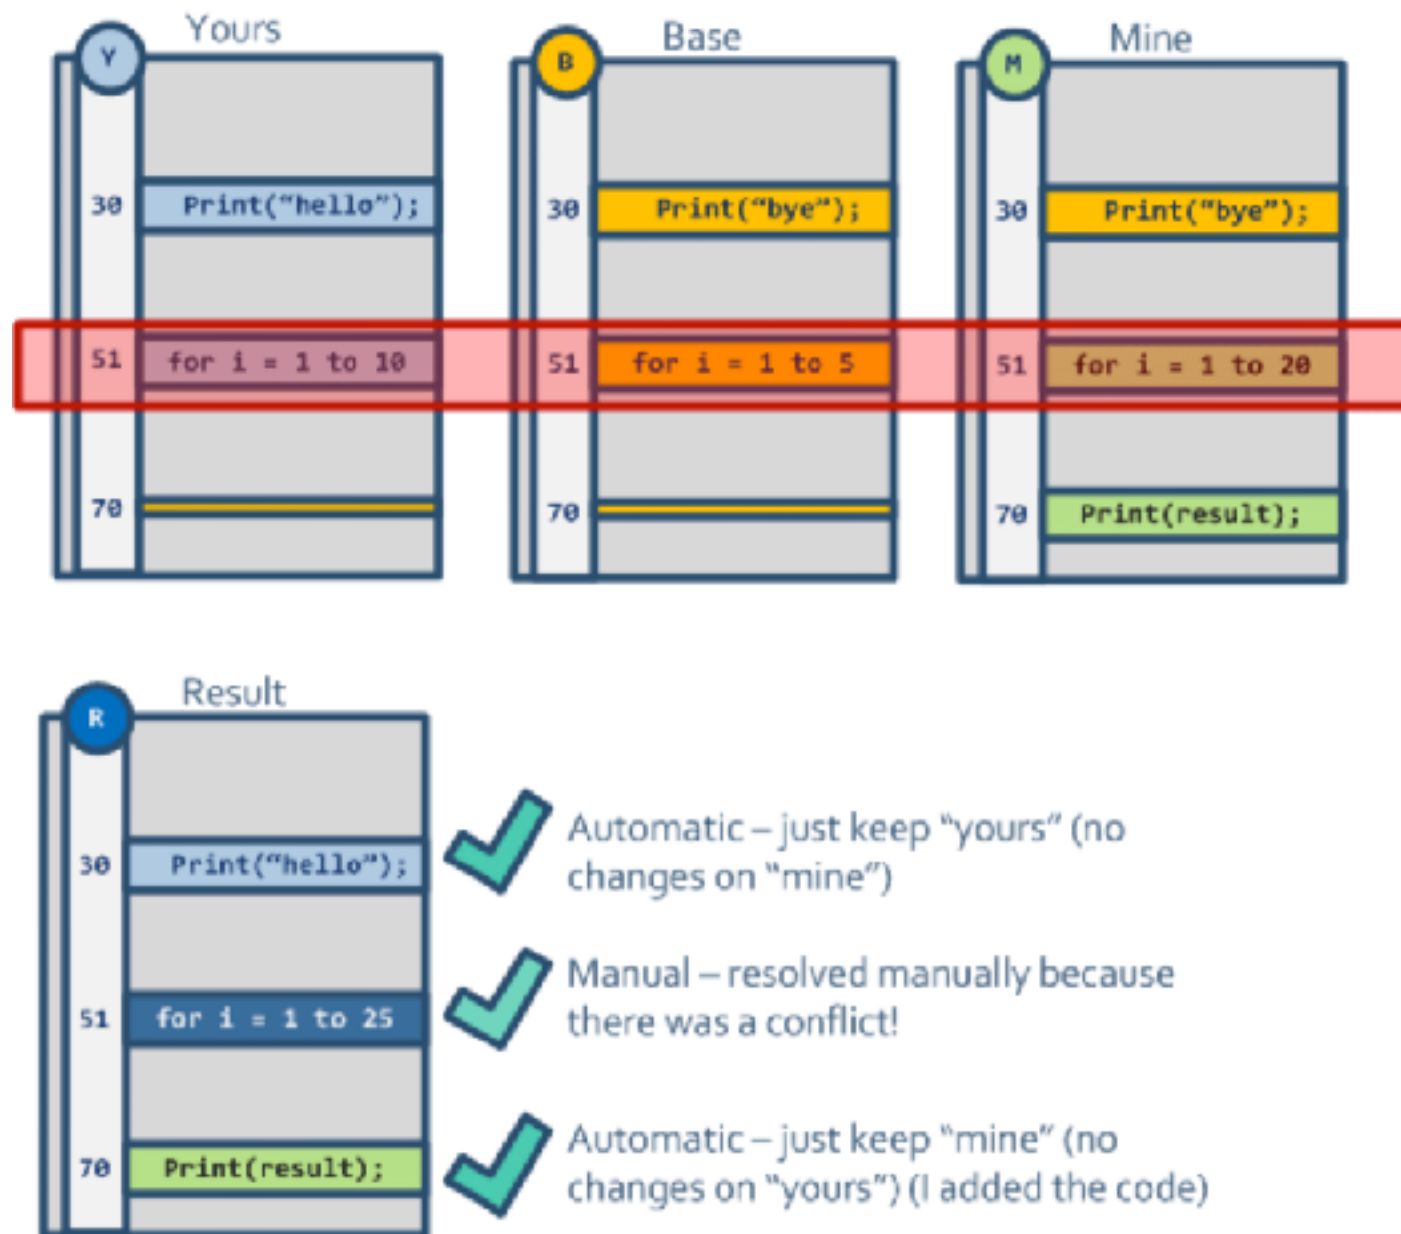 Yours
Base
Mine
Y
B
M
30 Print(“hello”);
30 Print(“bye”);
30 Print(“bye”);
51 for i = 1 to 10
51 for i = 1 to 5
51 for i = 1 to 20
70
70
70 Print(result);
Result
R
30 Print(“hello”);
Automatic – just keep “yours” (no
changes on “mine”)
51 for i = 1 to 25
Manual – resolved manually because
there was a conflict!
70 Print(result);
Automatic – just keep “mine” (no
changes on “yours”) (I added the code)